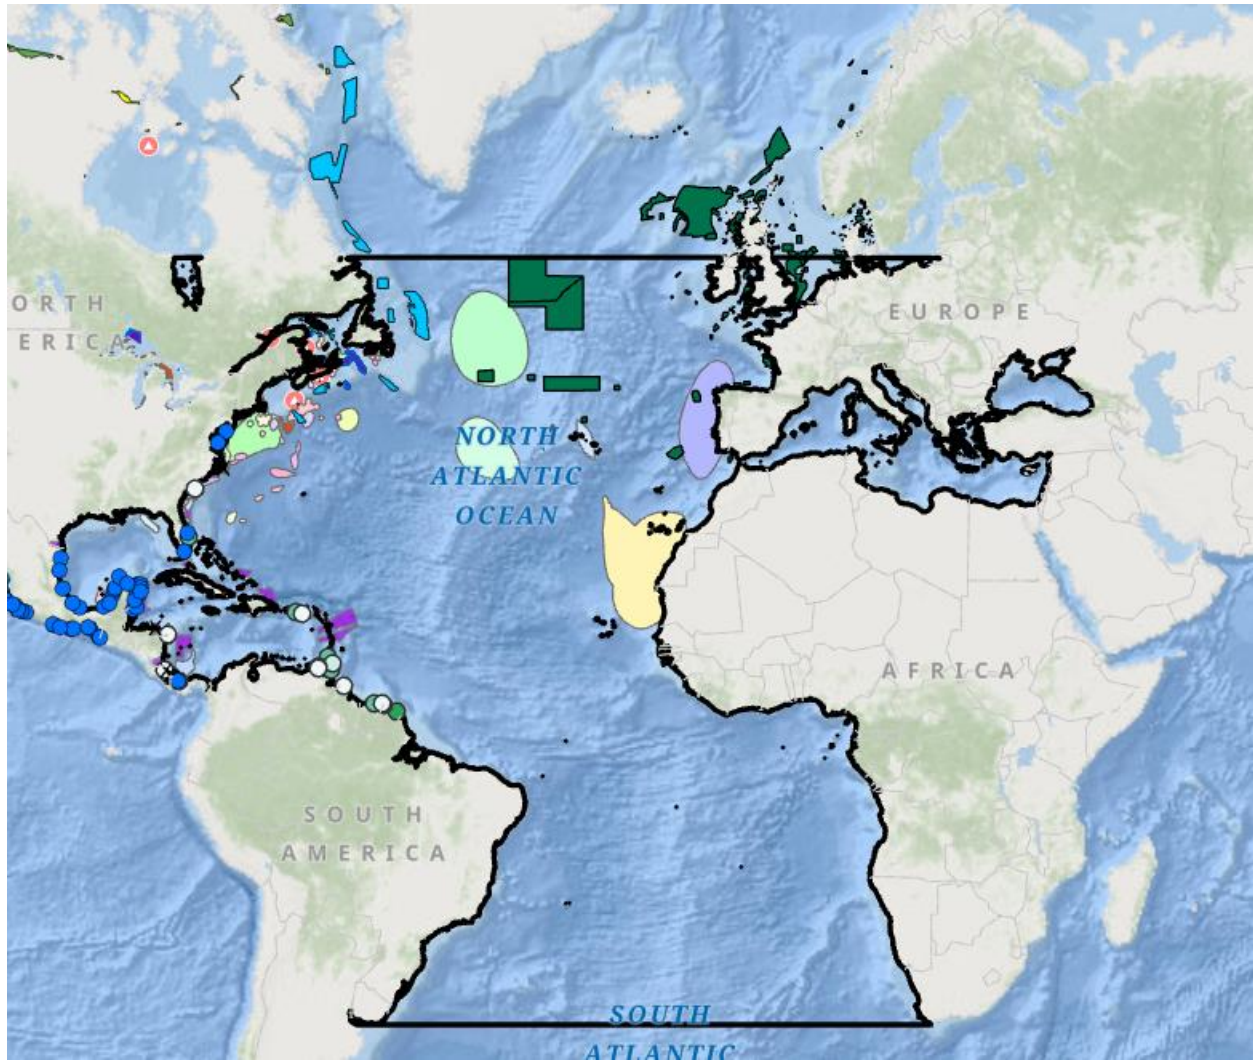 ORTH
ERICA
EUROPE
NORTH
ATLANTIC
OCEAN
AFRICA
SOUTH
AMERICA
SOUTH
ATLANTIC